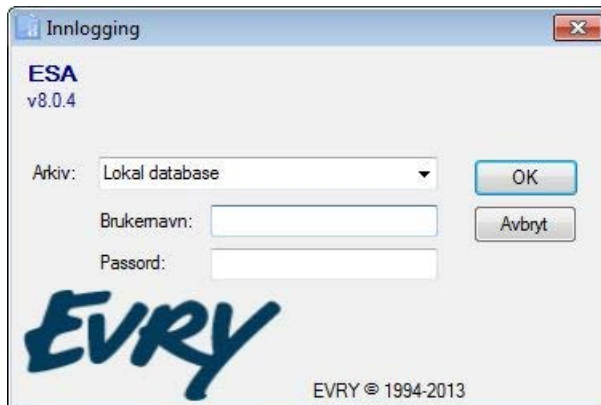 Innlogging
ESA
v8.0.4
Arkiv: Lokal database OK
Brukernavn: Avbryt
Passord:
EVRY
EVRY © 1994-2013